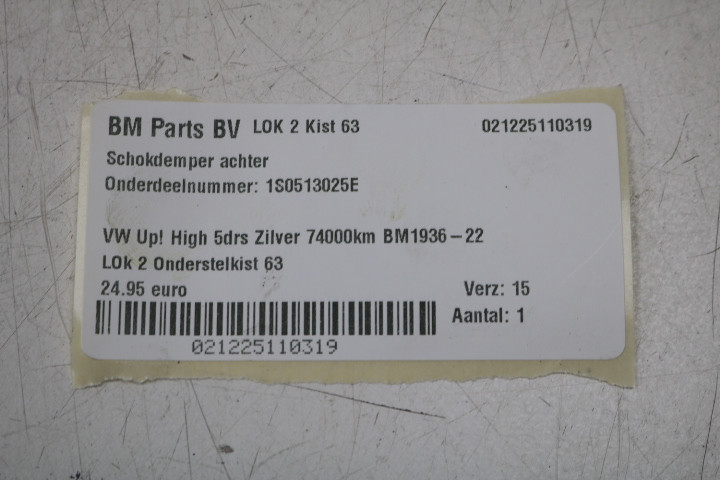 BM Parts BV LOK 2 Kist 63 021225110319
Schokdemper achter
Onderdeelnummer: 1S0513025E
VW Up! High 5drs Zilver 74000km BM1936-22
LOk 2 Onderstelkist 63
24.95 euro Verz: 15
Aantal: 1
021225110319